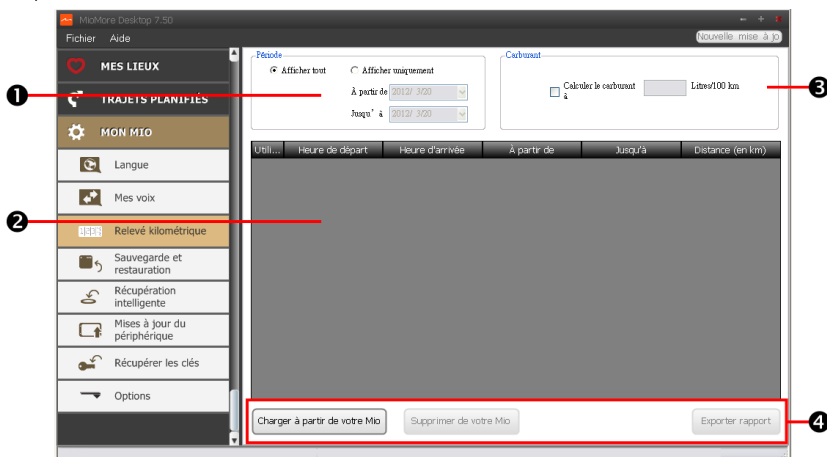 MioMore Desktop 7.50
Fichier Aide
Nouvelle mise à jo
MES LIEUX
TRAJETS PLANIFIÉS
MON MIO
Langue
Mes voix
Relevé kilométrique
Sauvegarde et
restauration
Récupération
intelligente
Mises à jour du
périphérique
Récupérer les clés
Options
Période
Afficher tout Afficher uniquement
À partir de 2012/ 3/20
Jusqu' à 2012/ 3/20
Carburant
Calculer le carburant
à
Litres/100 km
Utili... Heure de départ Heure d'arrivée À partir de Jusqu'à Distance (en km)
Charger à partir de votre Mio Supprimer de votre Mio Exporter rapport
1
2
3
4